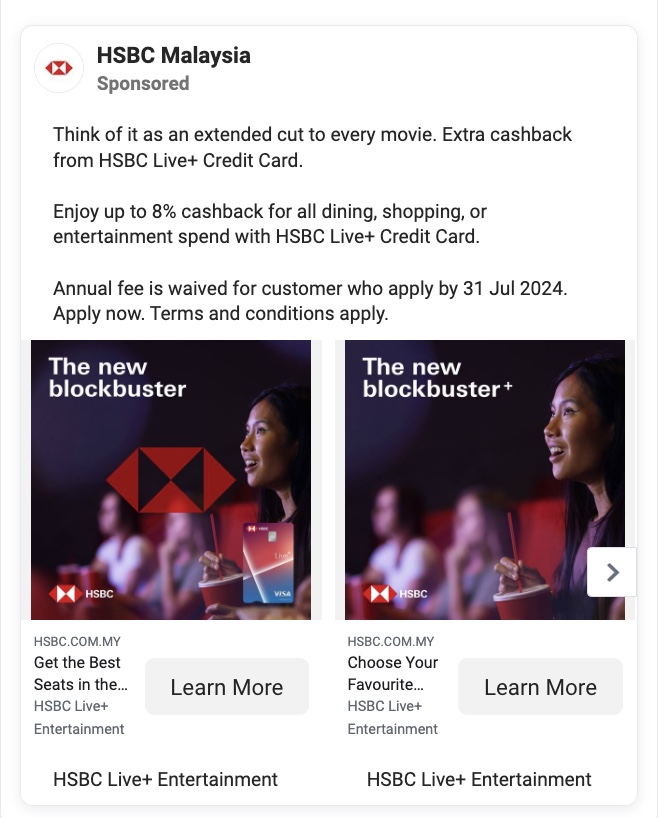 HSBC Malaysia
Sponsored
Think of it as an extended cut to every movie. Extra cashback
from HSBC Live+ Credit Card.
Enjoy up to 8% cashback for all dining, shopping, or
entertainment spend with HSBC Live+ Credit Card.
Annual fee is waived for customer who apply by 31 Jul 2024.
Apply now. Terms and conditions apply.
The new
blockbuster
HSBC
Live+
VISA
HSBC
The new
blockbuster+
HSBC
HSBC.COM.MY
Get the Best
Seats in the...
HSBC Live+
Entertainment
Learn More
HSBC Live+ Entertainment
HSBC.COM.MY
Choose Your
Favourite...
HSBC Live+
Entertainment
Learn More
HSBC Live+ Entertainment